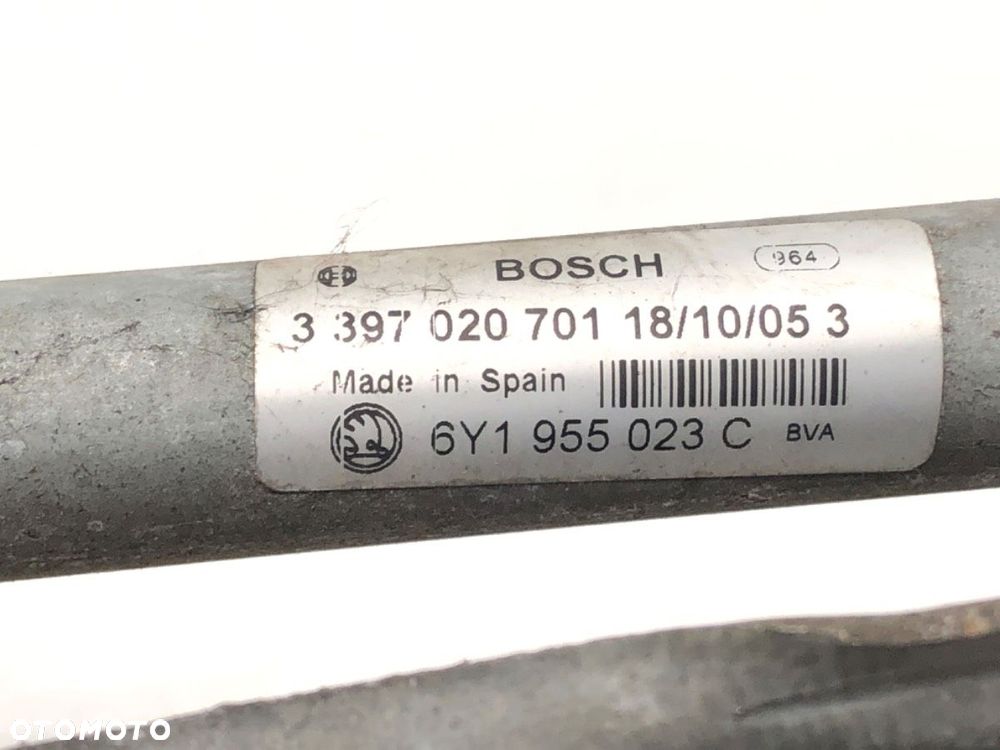 BOSCH 964
3 397 020 701 18/10/05 3
Made in Spain
6Y1 955 023 C BVA
OTOMOTO